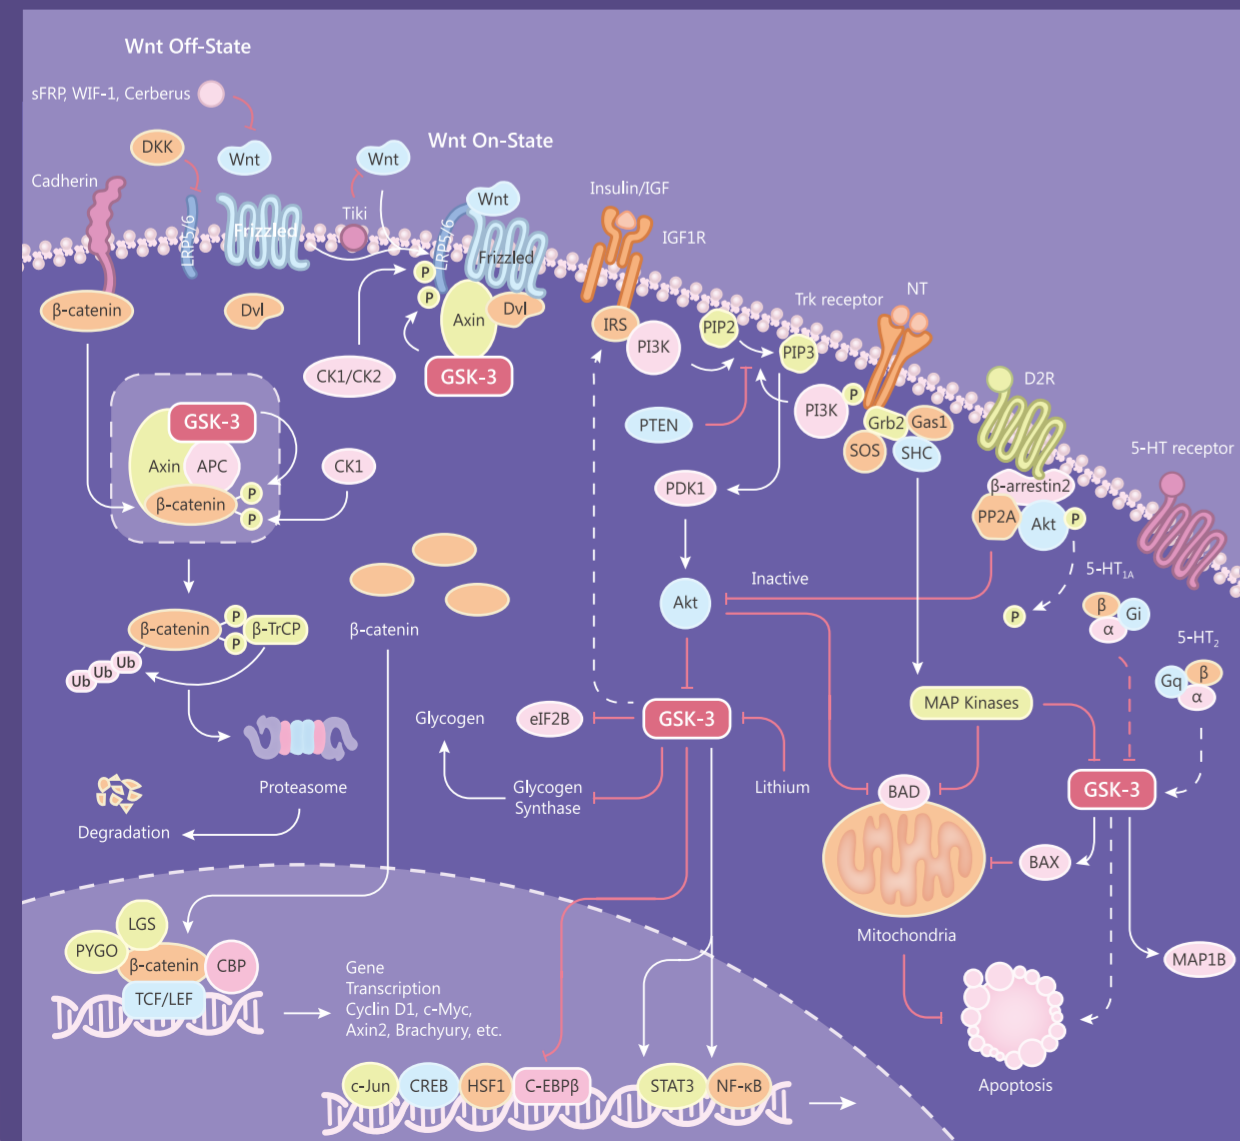 Wnt Off-State
sFRP, WIF-1, Cerberus
DKK
Wnt
Cadherin
LRP5/6
Frizzled
β-catenin
Dvl
Wnt On-State
Wnt
Tiki
Wnt
LRP5/6
Frizzled
P
P
Axin
Dvl
CK1/CK2
GSK-3
GSK-3
Axin
APC
β-catenin
P
P
CK1
β-catenin
P
P
β-TrCP
Ub
Ub
Ub
Proteasome
Degradation
β-catenin
Insulin/IGF
IGF1R
IRS
PI3K
PIP2
PIP3
PTEN
PDK1
Akt
Inactive
Trk receptor
NT
PI3K
P
Grb2
Gas1
SOS
SHC
D2R
β-arrestin2
PP2A
Akt
P
P
5-HT receptor
5-HT1A
β
Gi
α
5-HT2
Gq
β
α
Glycogen
eIF2B
GSK-3
Glycogen
Synthase
Lithium
MAP Kinases
BAD
GSK-3
BAX
Mitochondria
MAP1B
Apoptosis
LGS
PYGO
β-catenin
CBP
TCF/LEF
Gene
Transcription
Cyclin D1, c-Myc,
Axin2, Brachyury, etc.
c-Jun
CREB
HSF1
C-EBPβ
STAT3
NF-κB